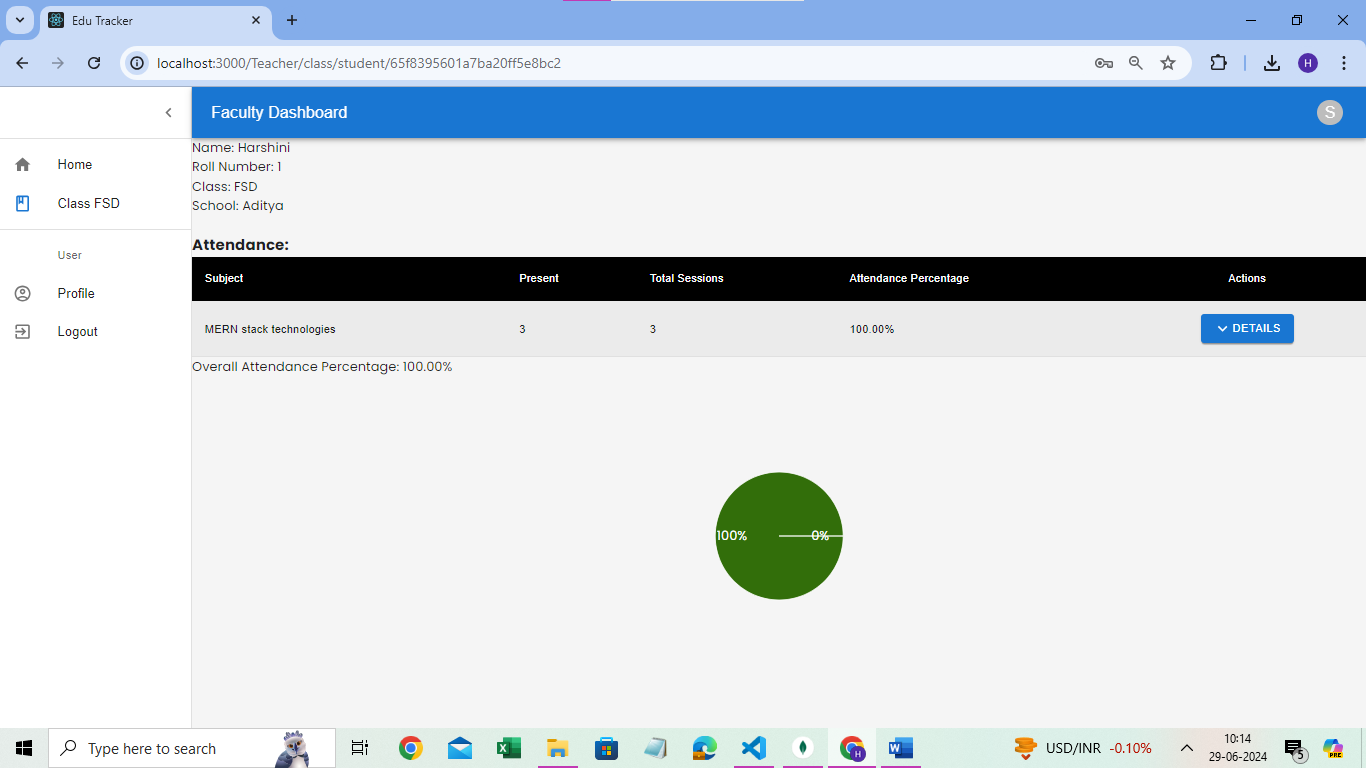 Edu Tracker
localhost:3000/Teacher/class/student/65f8395601a7ba20ff5e8bc2
H
Faculty Dashboard
S
Home
Class FSD
User
Profile
Logout
Name: Harshini
Roll Number: 1
Class: FSD
School: Aditya
Attendance:
Subject Present Total Sessions Attendance Percentage Actions
MERN stack technologies 3 3 100.00% DETAILS
Overall Attendance Percentage: 100.00%
100% 0%
Type here to search
H
USD/INR -0.10%
10:14
29-06-2024
5
PRE